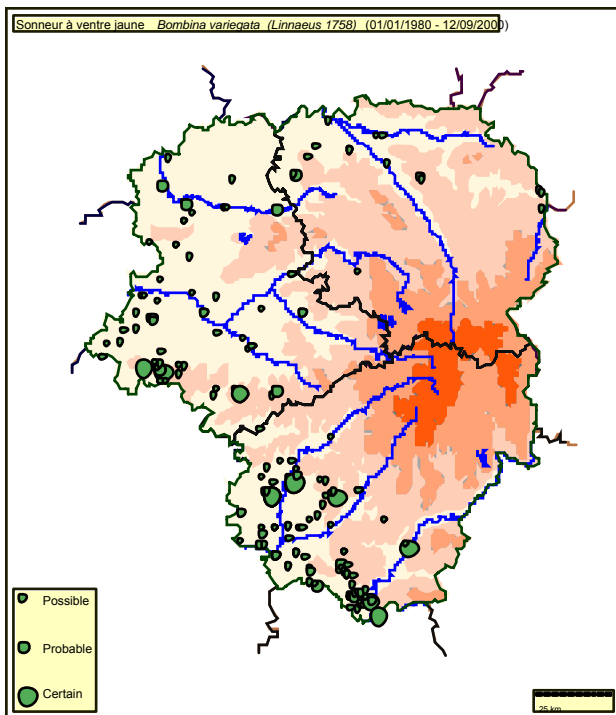 Sonneur à ventre jaune Bombina variegata (Linnaeus 1758) (01/01/1980 - 12/09/2000)
Possible
Probable
Certain
25 km